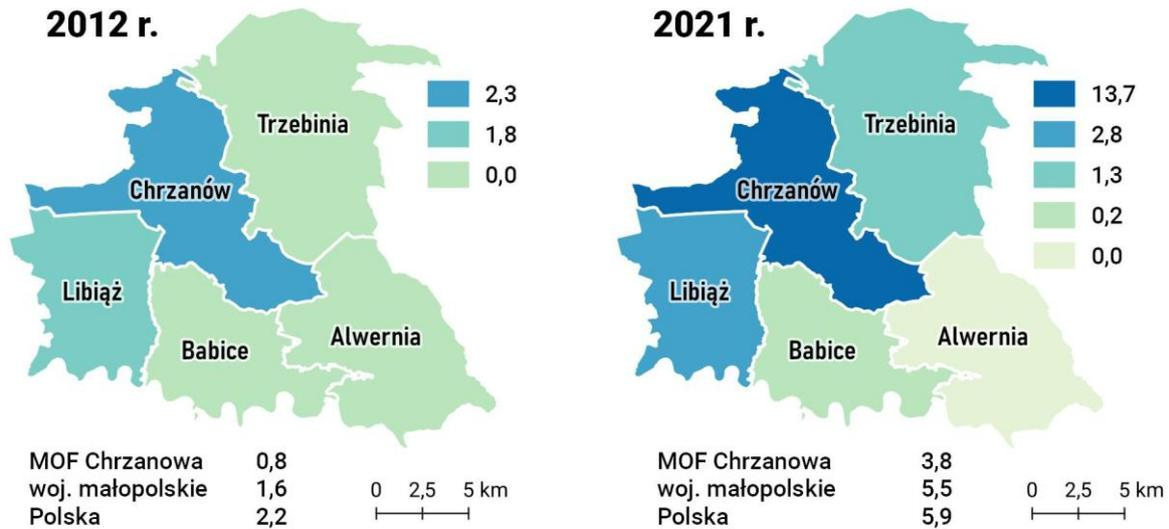 2012 r.
Trzebinia
Chrzanów
Libiąż
Babice
Alwernia
2,3
1,8
0,0
MOF Chrzanowa 0,8
woj. małopolskie 1,6
Polska 2,2
0 2,5 5 km
2021 r.
Trzebinia
Chrzanów
Libiąż
Babice
Alwernia
13,7
2,8
1,3
0,2
0,0
MOF Chrzanowa 3,8
woj. małopolskie 5,5
Polska 5,9
0 2,5 5 km